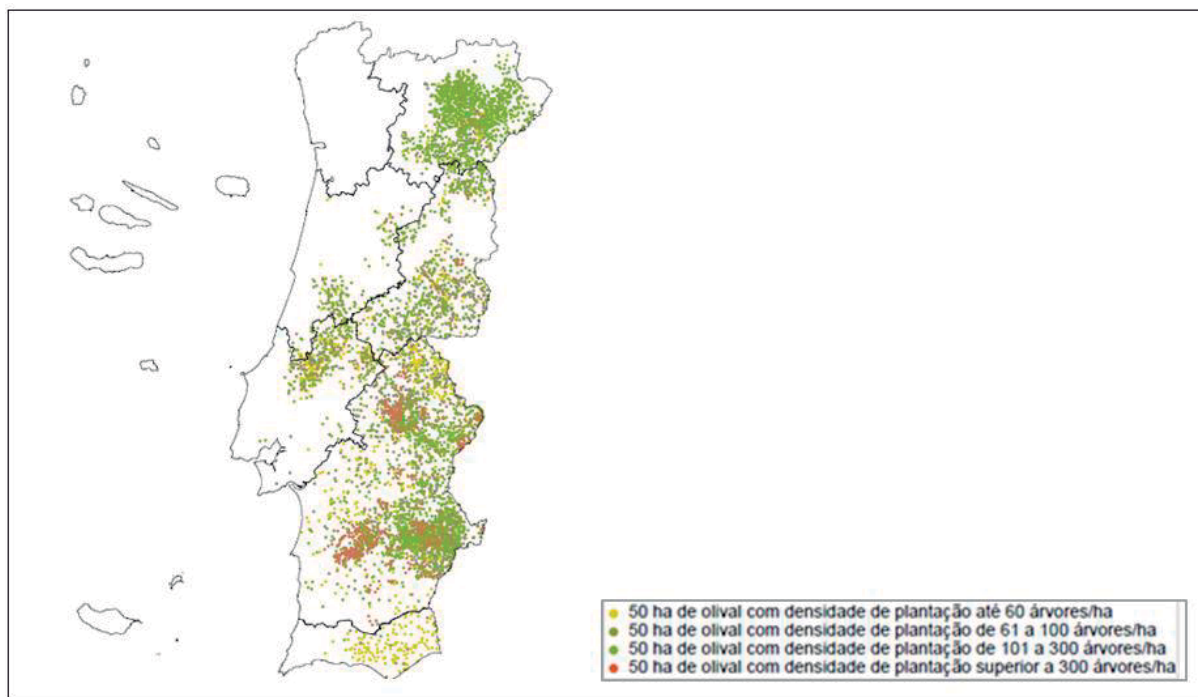 50 ha de olival com densidade de plantação até 60 árvores/ha
50 ha de olival com densidade de plantação de 61 a 100 árvores/ha
50 ha de olival com densidade de plantação de 101 a 300 árvores/ha
50 ha de olival com densidade de plantação superior a 300 árvores/ha